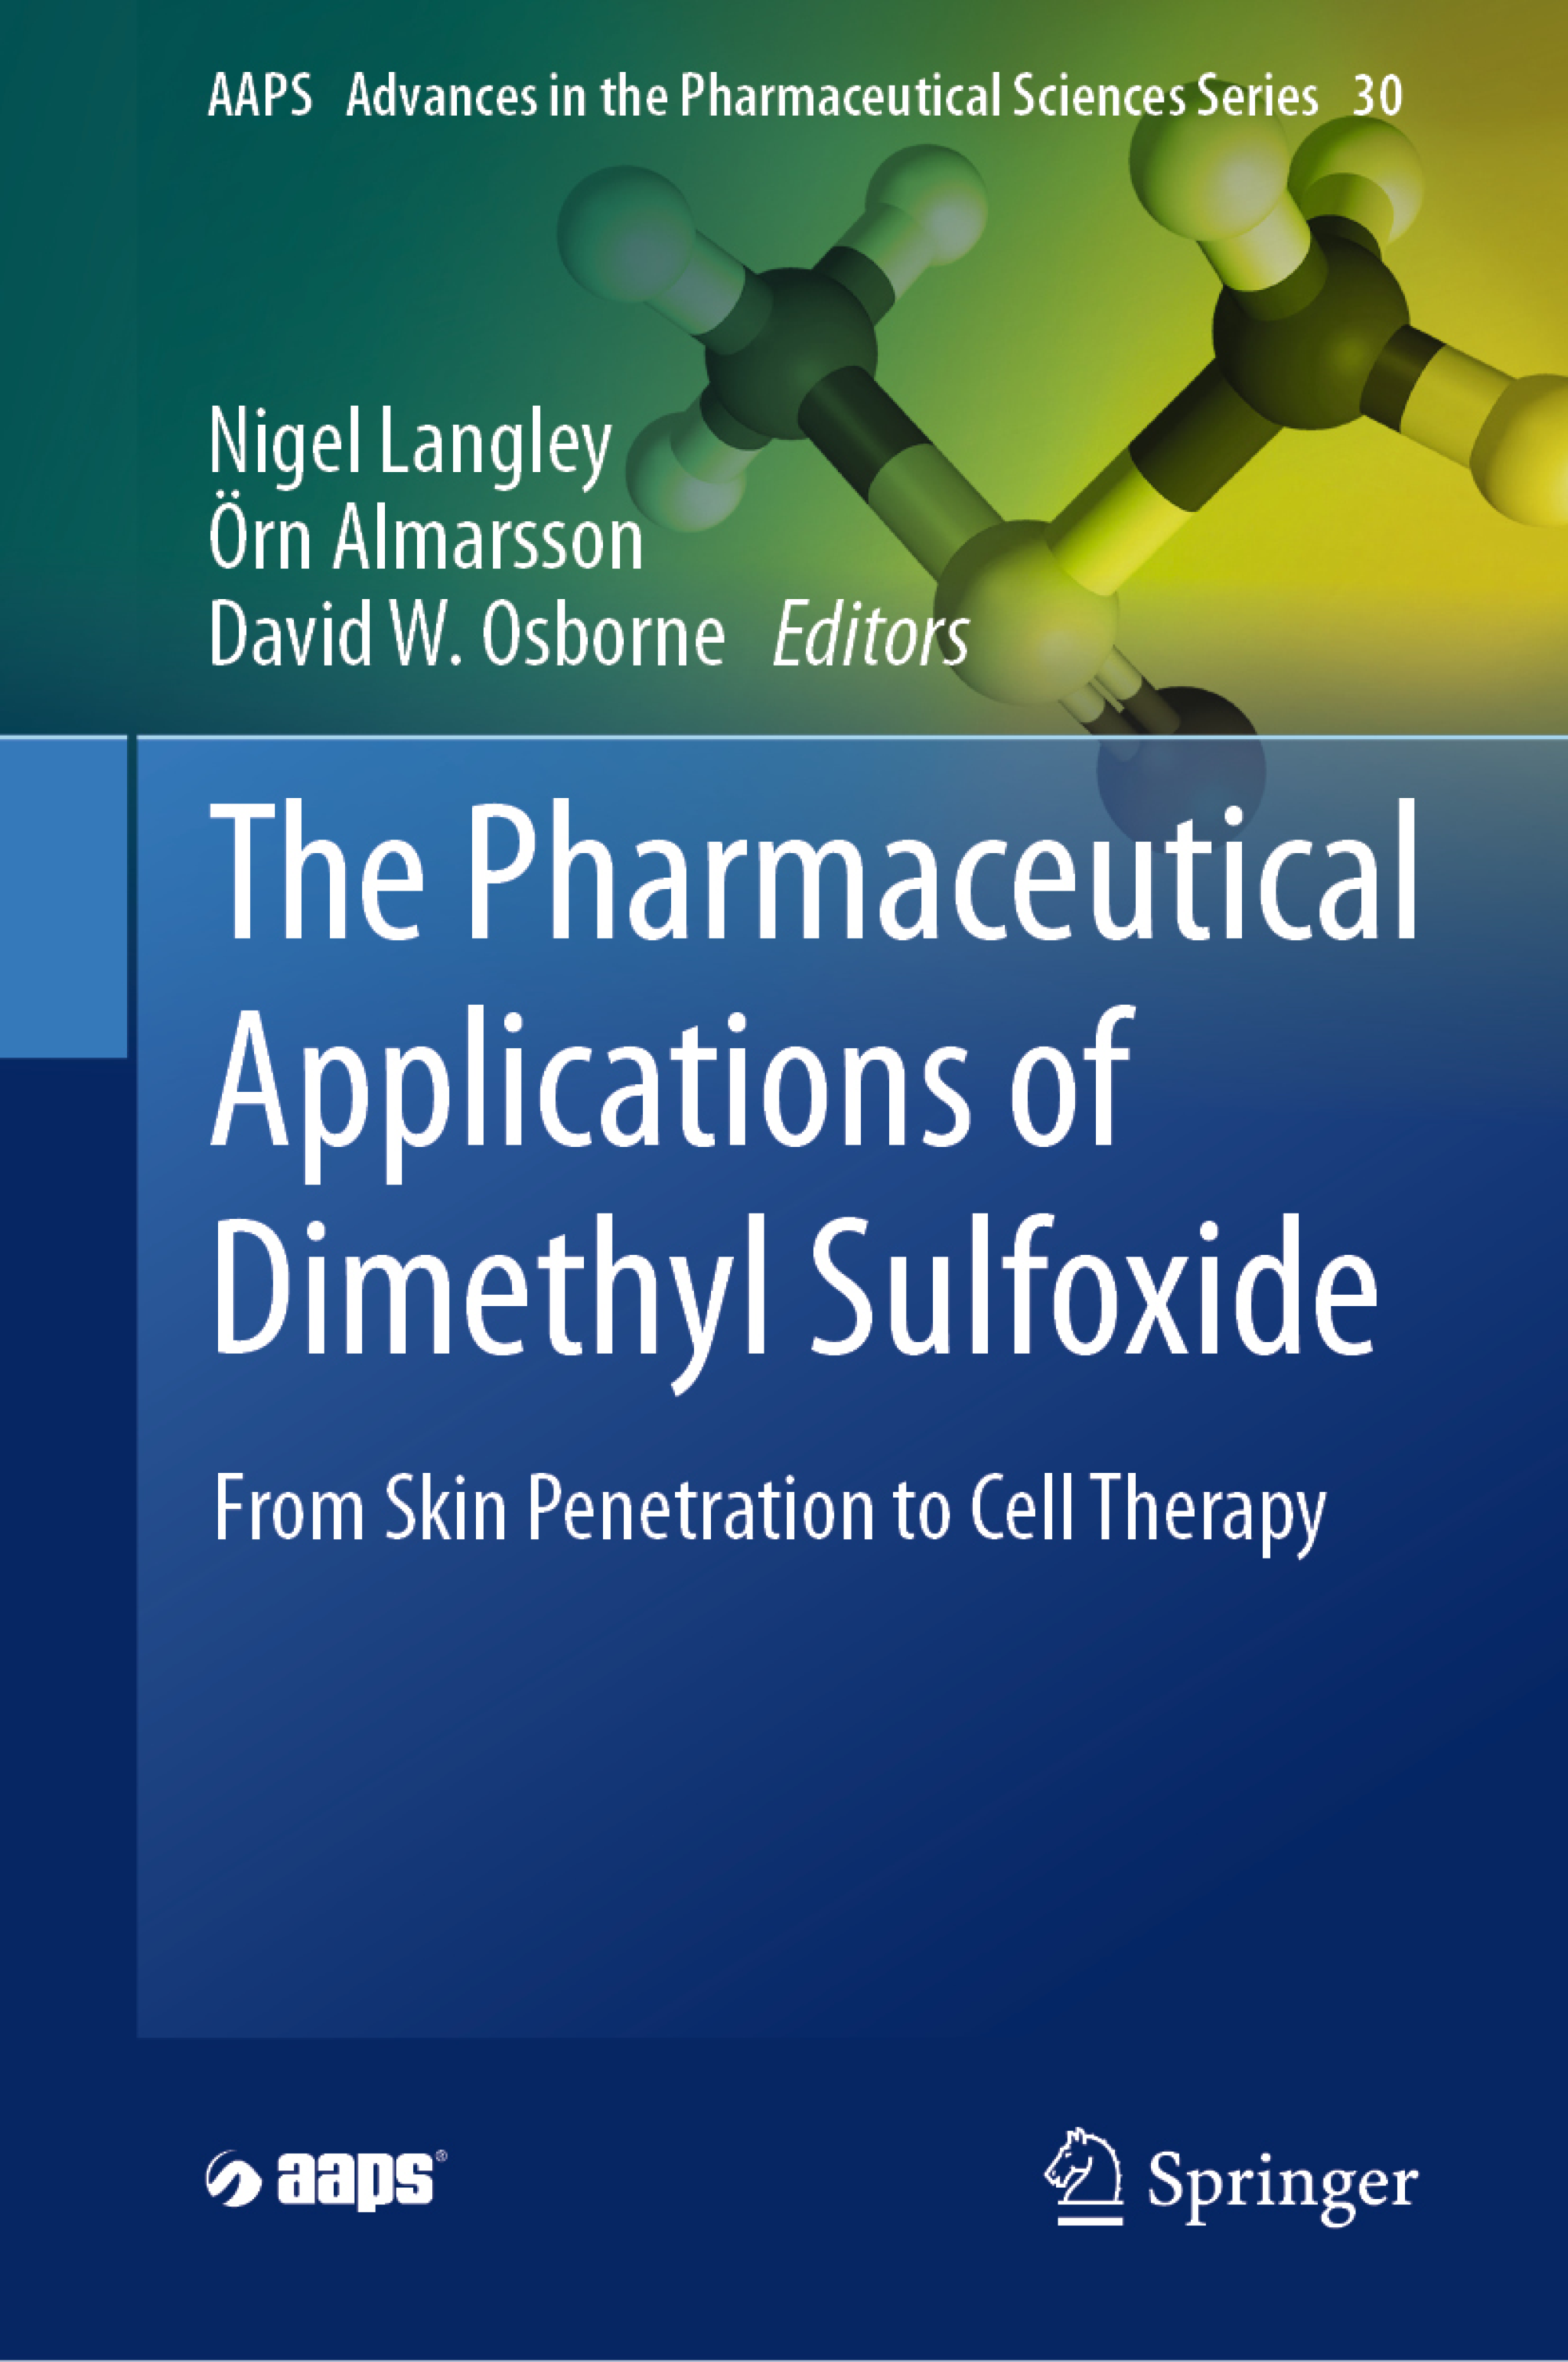 AAPS Advances in the Pharmaceutical Sciences Series 30
Nigel Langley
Örn Almarsson
David W. Osborne Editors
The Pharmaceutical
Applications of
Dimethyl Sulfoxide
From Skin Penetration to Cell Therapy
aaps®
Springer